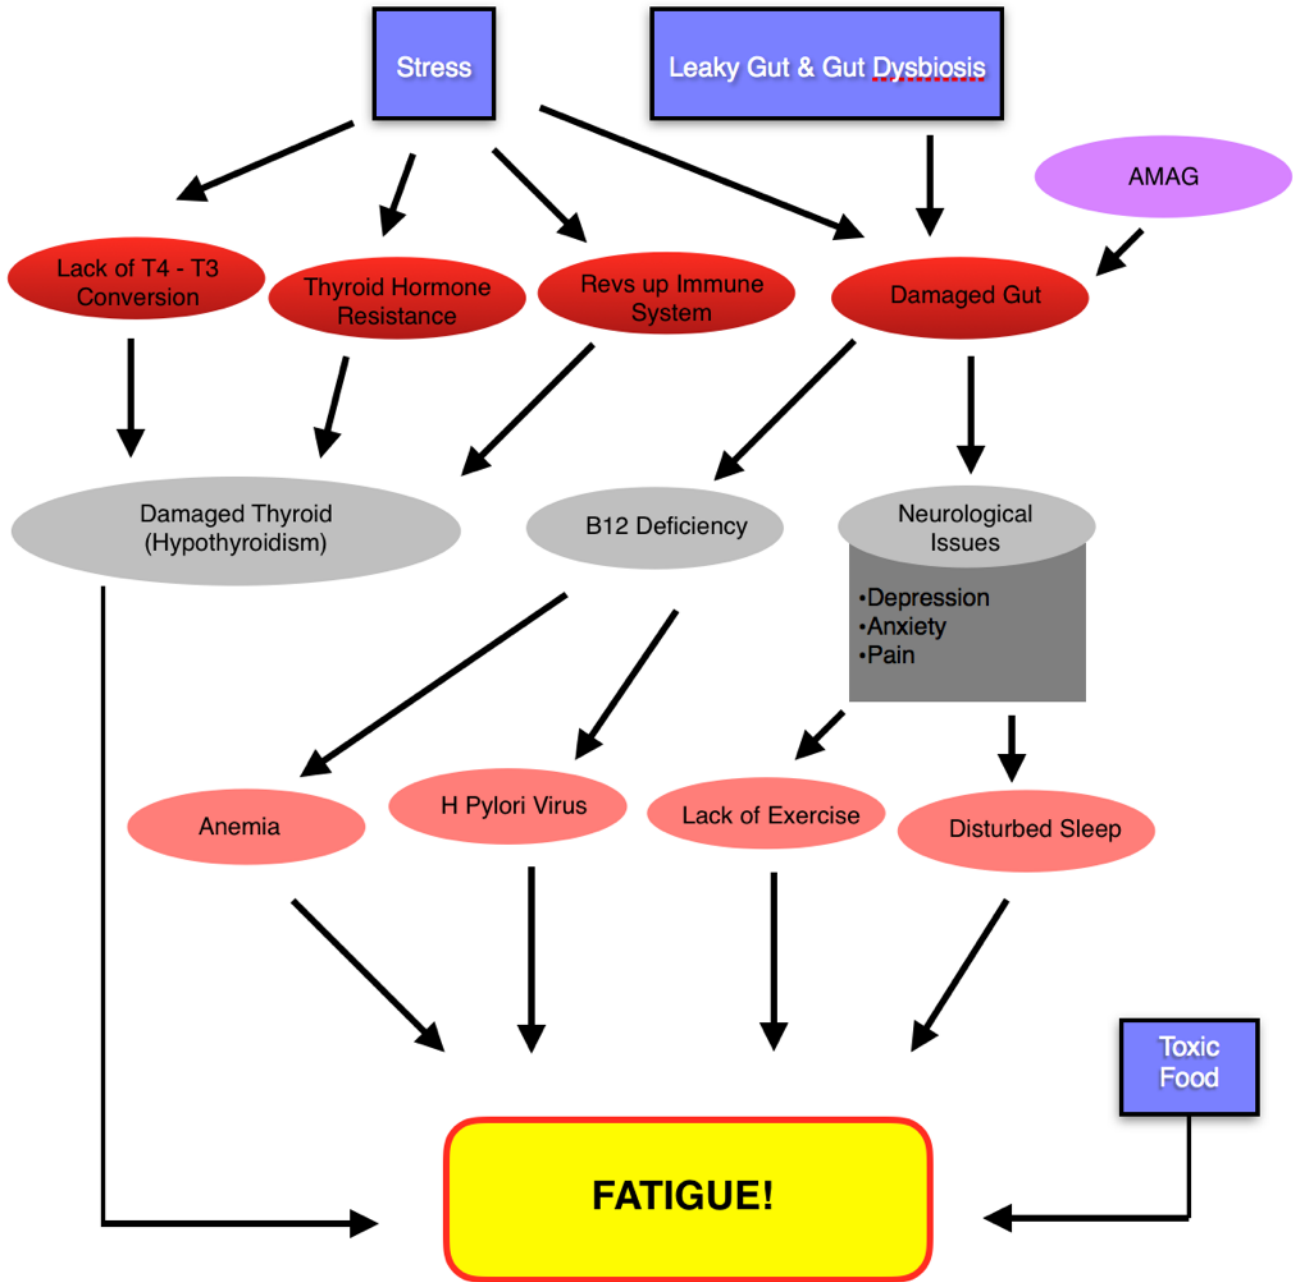 Stress
Leaky Gut & Gut Dysbiosis
AMAG
Lack of T4 - T3
Conversion
Thyroid Hormone
Resistance
Revs up Immune
System
Damaged Gut
Damaged Thyroid
(Hypothyroidism)
B12 Deficiency
Neurological
Issues
•Depression
•Anxiety
•Pain
Anemia
H Pylori Virus
Lack of Exercise
Disturbed Sleep
Toxic
Food
FATIGUE!